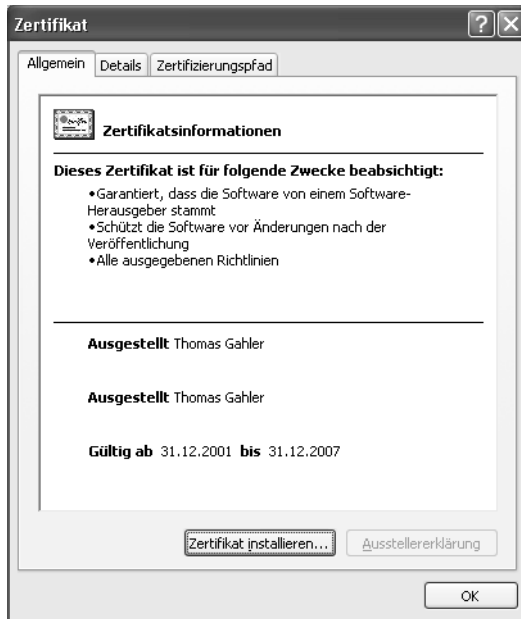 Zertifikat
Allgemein Details Zertifizierungspfad
Zertifikatsinformationen
Dieses Zertifikat ist für folgende Zwecke beabsichtigt:
•Garantiert, dass die Software von einem Software-
Herausgeber stammt
•Schützt die Software vor Änderungen nach der
Veröffentlichung
•Alle ausgegebenen Richtlinien
Ausgestellt Thomas Gahler
Ausgestellt Thomas Gahler
Gültig ab 31.12.2001 bis 31.12.2007
Zertifikat installieren... Ausstellererklärung
OK